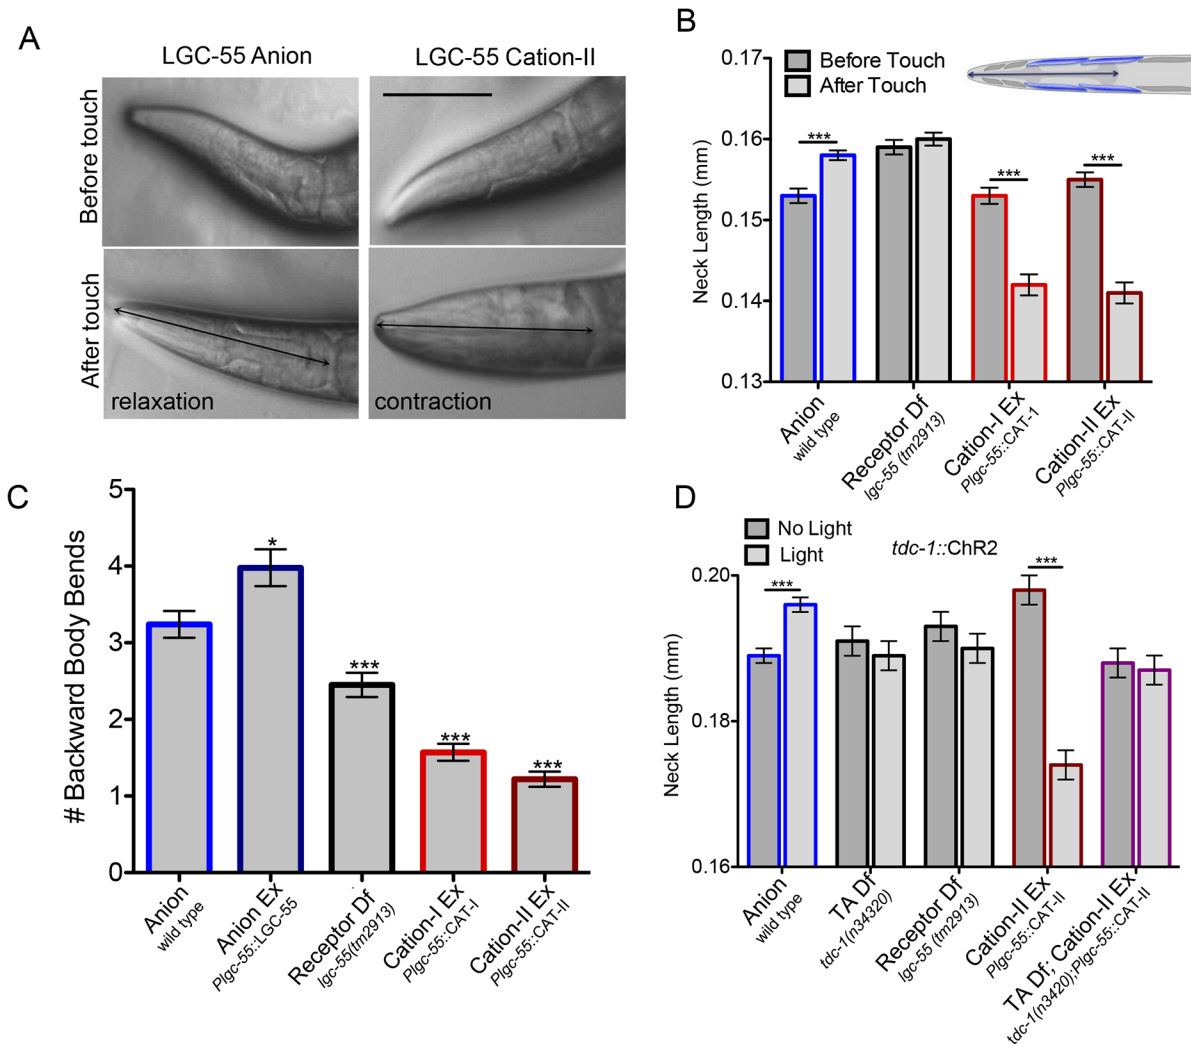 A
LGC-55 Anion
LGC-55 Cation-II
Before touch
After touch
relaxation
contraction
B
Before Touch
After Touch
Neck Length (mm)
0.17
0.16
0.15
0.14
0.13
***
***
***
Anion
wild type
Receptor Df
lgc-55 (tm2913)
Cation-I Ex
Plgc-55::CAT-1
Cation-II Ex
Plgc-55::CAT-II
C
# Backward Body Bends
5
4
3
2
1
0
*
***
***
***
Anion
wild type
Anion Ex
Plgc-55::LGC-55
Receptor Df
lgc-55(tm2913)
Cation-I Ex
Plgc-55::CAT-I
Cation-II Ex
Plgc-55::CAT-II
D
No Light
Light
tdc-1::ChR2
Neck Length (mm)
0.20
0.18
0.16
***
***
Anion
wild type
TA Df
tdc-1(n34320)
Receptor Df
lgc-55 (tm2913)
Cation-II Ex
Plgc-55::CAT-II
TA Df; Cation-II Ex
tdc-1(n3420);Plgc-55::CAT-II